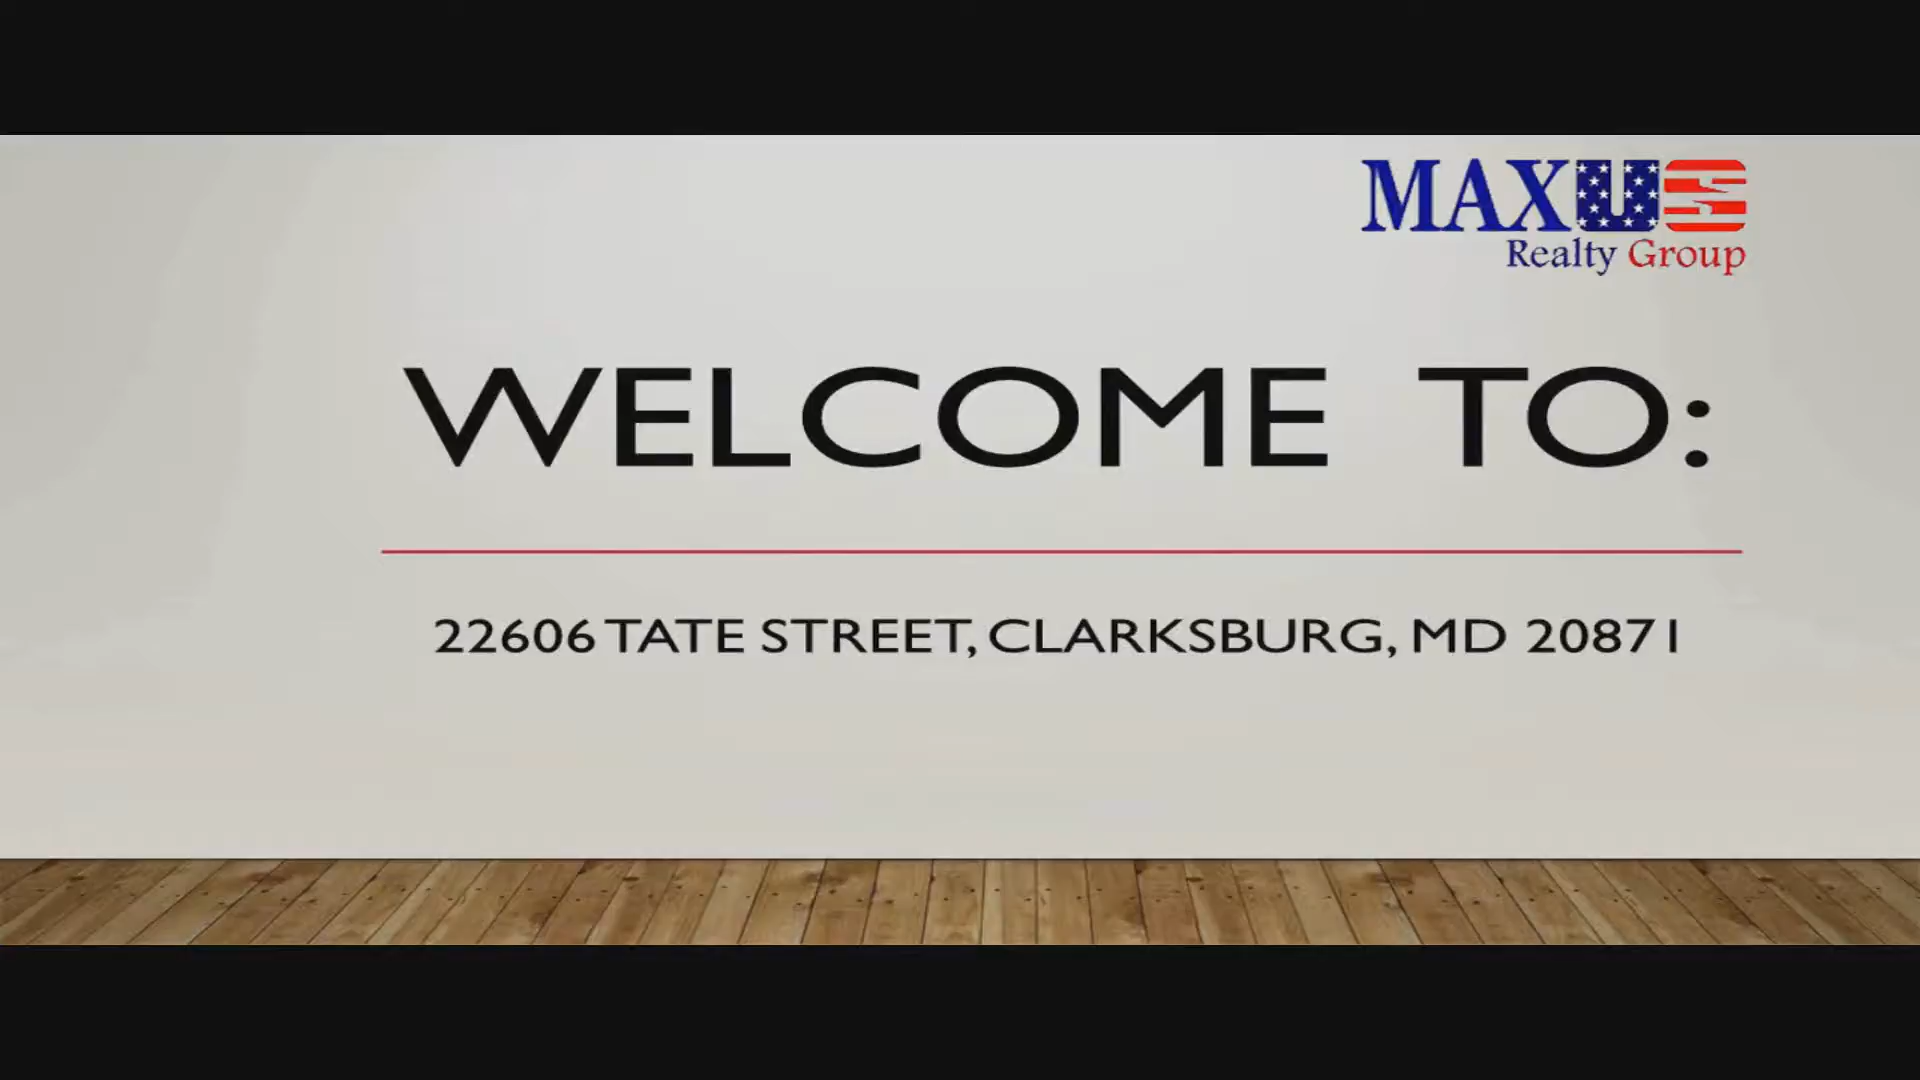 MAXUS
Realty Group
WELCOME TO:
22606 TATE STREET, CLARKSBURG, MD 20871